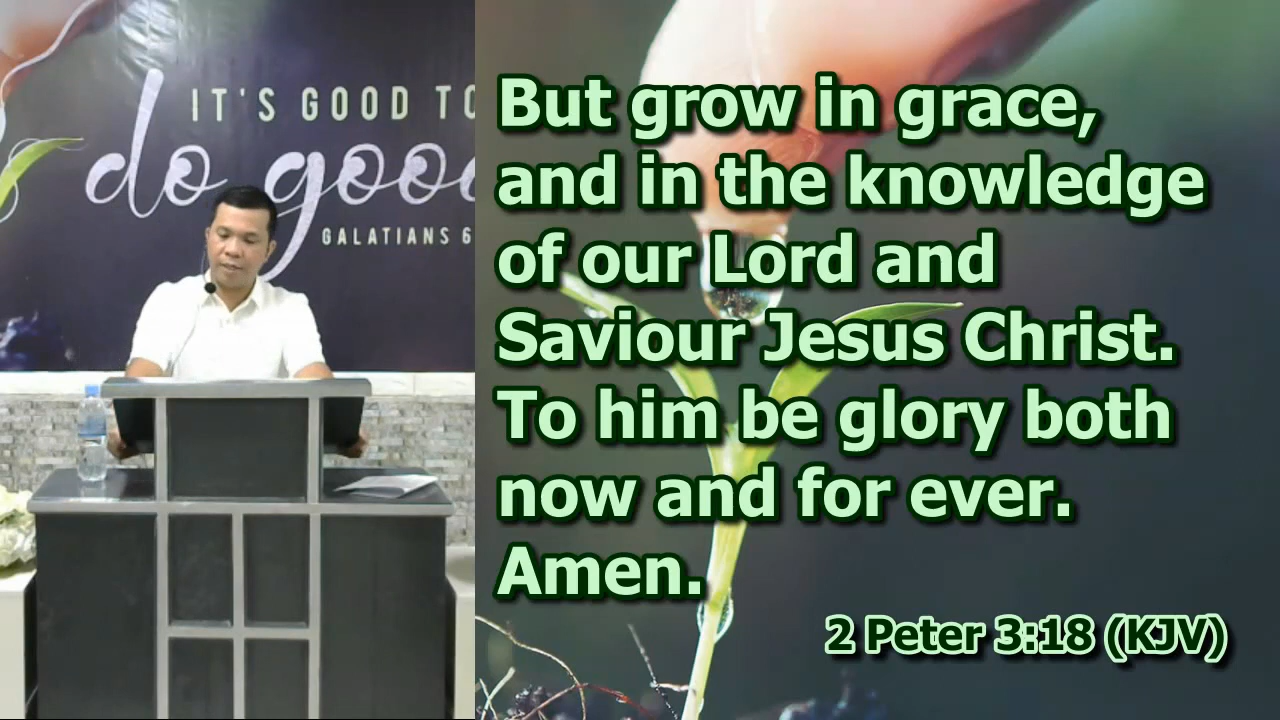 IT'S GOOD TO
do good
GALATIANS 6
But grow in grace,
and in the knowledge
of our Lord and
Saviour Jesus Christ.
To him be glory both
now and for ever.
Amen.
2 Peter 3:18 (KJV)